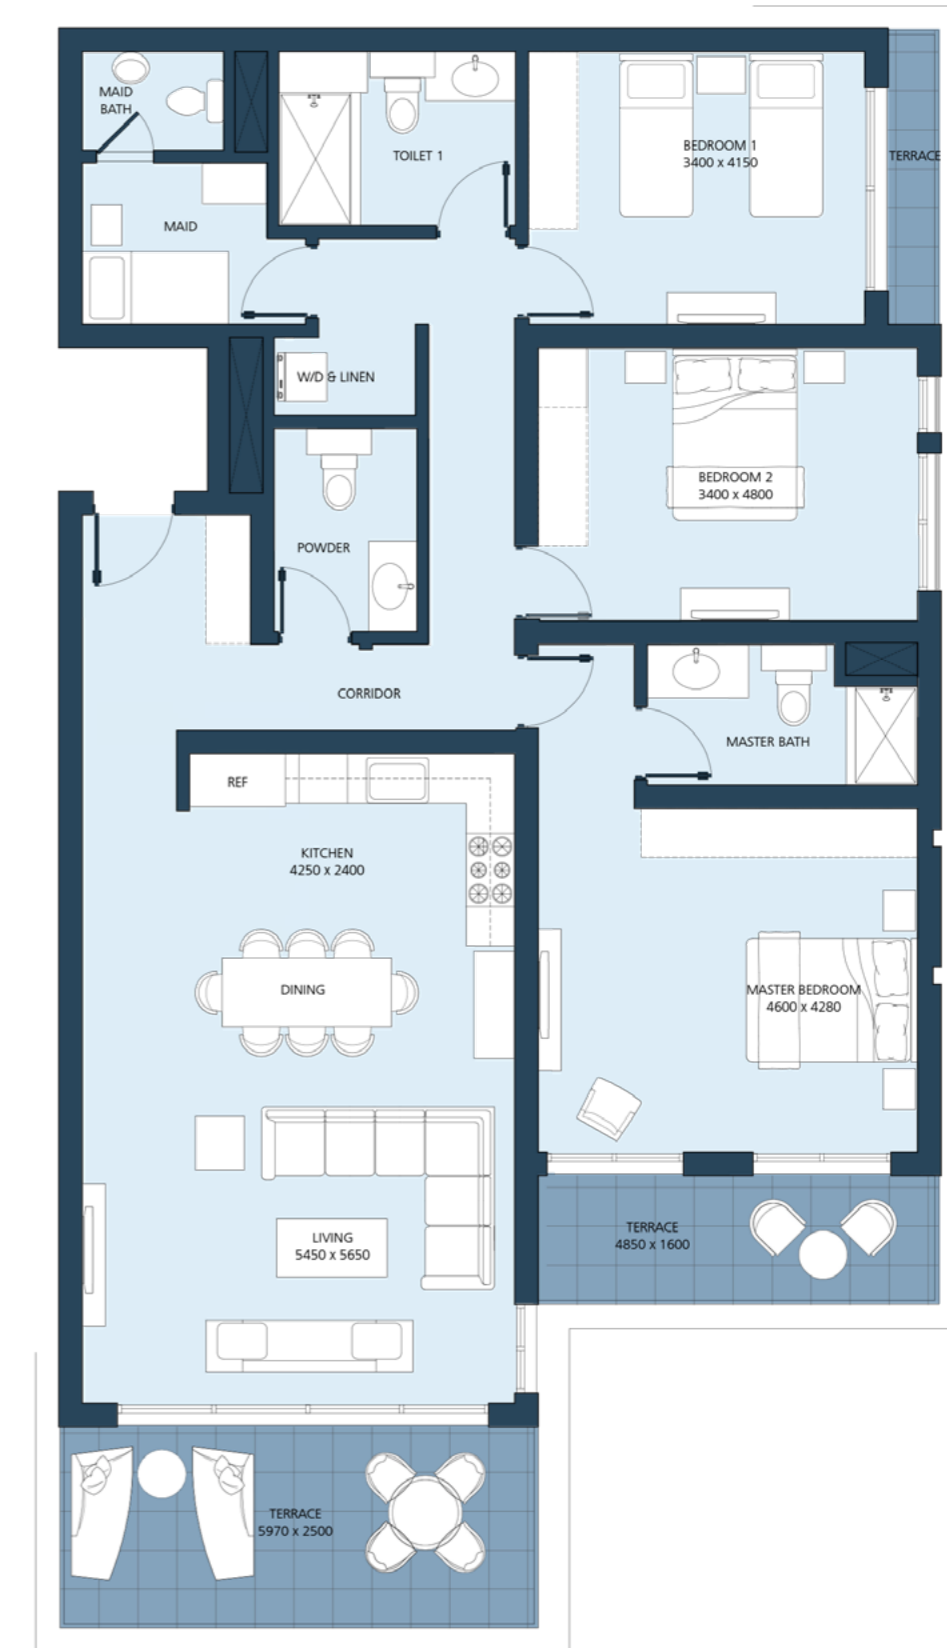 MAID
BATH
TOILET 1
BEDROOM 1
3400 x 4150
TERRACE
MAID
W/D & LINEN
BEDROOM 2
3400 x 4800
POWDER
CORRIDOR
MASTER BATH
REF
KITCHEN
4250 x 2400
DINING
MASTER BEDROOM
4600 x 4280
LIVING
5450 x 5650
TERRACE
4850 x 1600
TERRACE
5970 x 2500